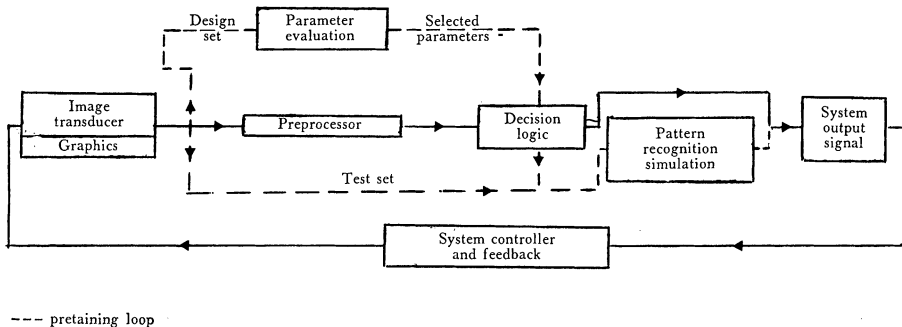 Design
set
Parameter
evaluation
Selected
parameters
Image
transducer
Graphics
Preprocessor
Decision
logic
Pattern
recognition
simulation
System
output
signal
Test set
System controller
and feedback
--- pretaining loop